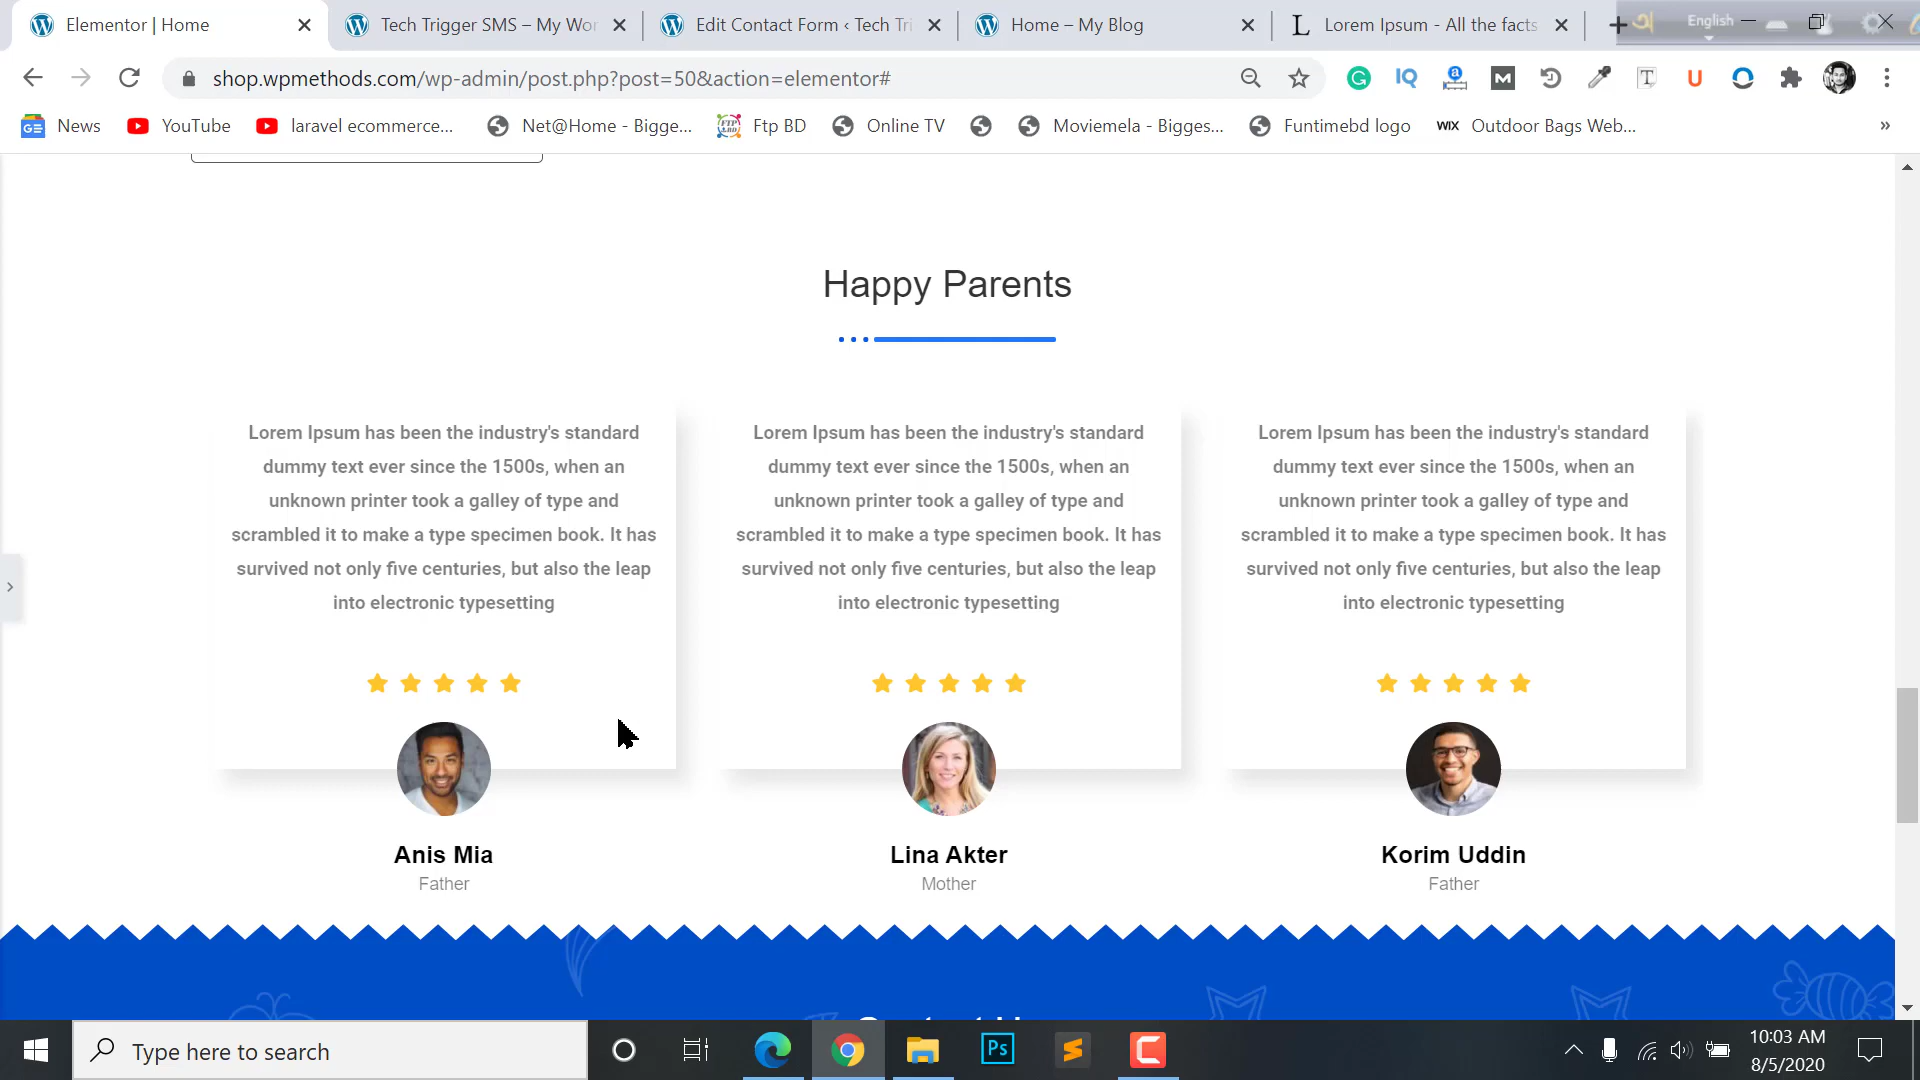 Elementor | Home
Tech Trigger SMS – My Wor
Edit Contact Form ‹ Tech Tri
Home – My Blog
Lorem Ipsum - All the facts
English
shop.wpmethods.com/wp-admin/post.php?post=50&action=elementor#
News
YouTube
laravel ecommerce...
Net@Home - Bigge...
Ftp BD
Online TV
Moviemela - Bigges...
Funtimebd logo
WIX
Outdoor Bags Web...
Happy Parents
Lorem Ipsum has been the industry's standard
dummy text ever since the 1500s, when an
unknown printer took a galley of type and
scrambled it to make a type specimen book. It has
survived not only five centuries, but also the leap
into electronic typesetting
Anis Mia
Father
Lorem Ipsum has been the industry's standard
dummy text ever since the 1500s, when an
unknown printer took a galley of type and
scrambled it to make a type specimen book. It has
survived not only five centuries, but also the leap
into electronic typesetting
Lina Akter
Mother
Lorem Ipsum has been the industry's standard
dummy text ever since the 1500s, when an
unknown printer took a galley of type and
scrambled it to make a type specimen book. It has
survived not only five centuries, but also the leap
into electronic typesetting
Korim Uddin
Father
Type here to search
Ps
10:03 AM
8/5/2020